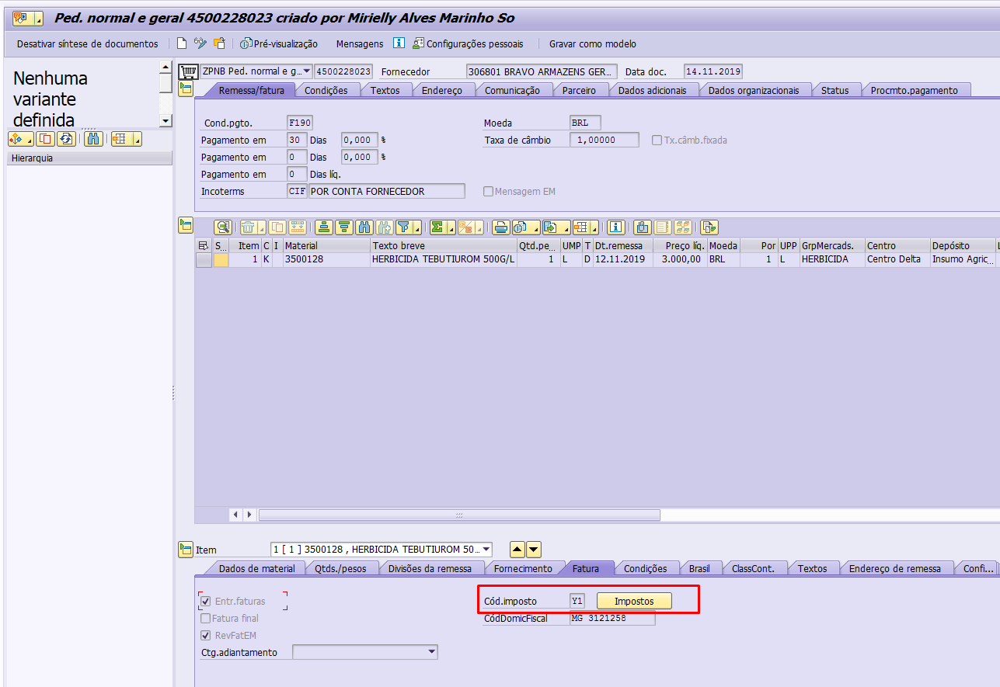 Ped. normal e geral 4500228023 criado por Mirielly Alves Marinho So
Desativar síntese de documentos Pré-visualização Mensagens Configurações pessoais Gravar como modelo
Nenhuma
variante
definida
Hierarquia
ZPNB Ped. normal e g... 4500228023 Fornecedor 306801 BRAVO ARMAZENS GER... Data doc. 14.11.2019
Remessa/fatura Condições Textos Endereço Comunicação Parceiro Dados adicionais Dados organizacionais Status Procmto.pagamento
Cond.pgto. F190 Moeda BRL
Pagamento em 30 Dias 0,000 % Taxa de câmbio 1,00000 Tx.câmb.fixada
Pagamento em 0 Dias 0,000 %
Pagamento em 0 Dias líq.
Incoterms CIF POR CONTA FORNECEDOR Mensagem EM
S... Item C I Material Texto breve Qtd.pe... UMP T Dt.remessa Preço líq. Moeda Por UPP GrpMercads. Centro Depósito L
1 K 3500128 HERBICIDA TEBUTIUROM 500G/L 1 L D 12.11.2019 3.000,00 BRL 1 L HERBICIDA Centro Delta Insumo Agríc...
Item 1 [ 1 ] 3500128 , HERBICIDA TEBUTIUROM 50...
Dados de material Qtds./pesos Divisões da remessa Fornecimento Fatura Condições Brasil ClassCont. Textos Endereço de remessa Confi...
Entr.faturas Cód.imposto Y1 Impostos
Fatura final CódDomicFiscal MG 3121258
RevFatEM
Ctg.adiantamento